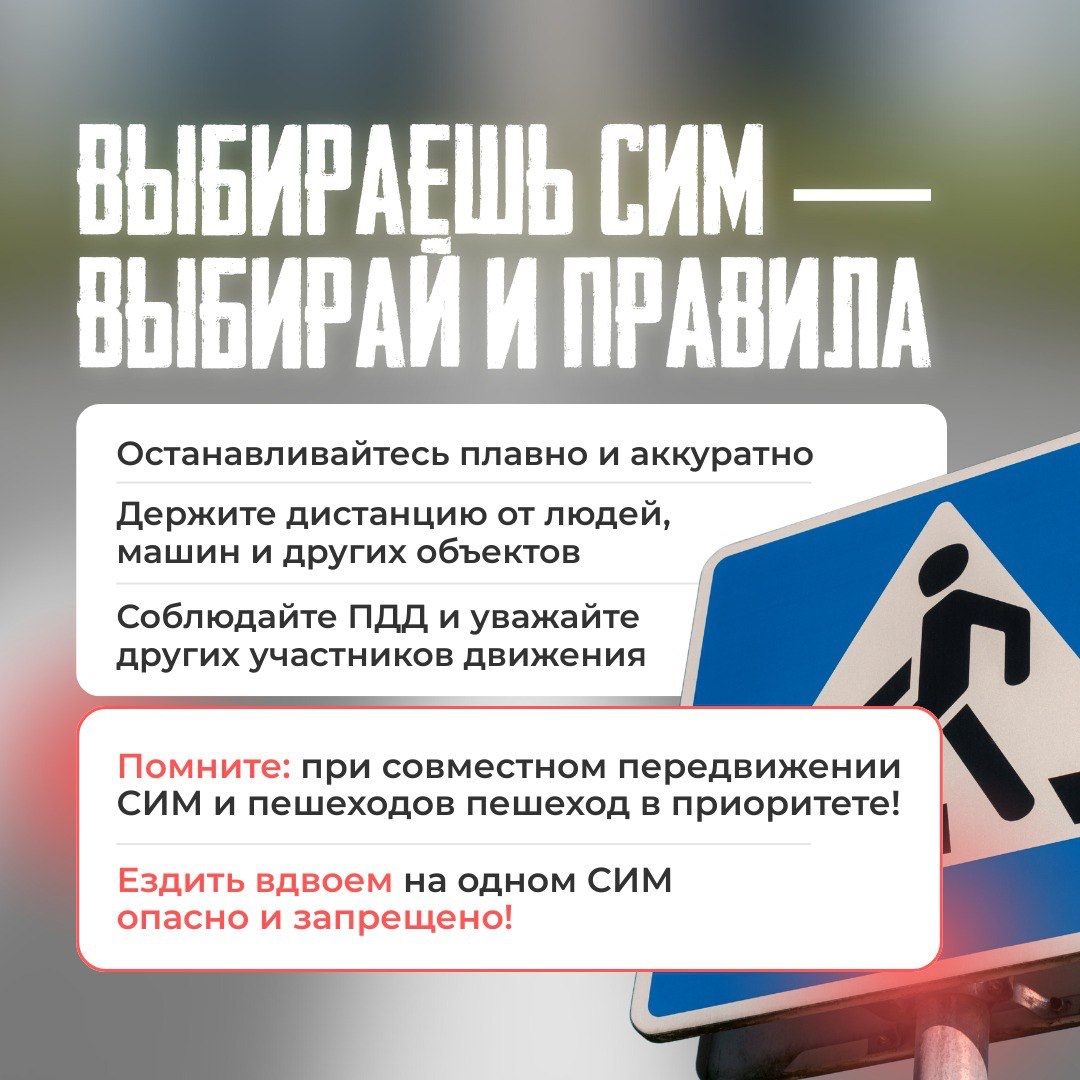 ВЫБИРАЕШЬ СИМ —
ВЫБИРАЙ И ПРАВИЛА
Останавливайтесь плавно и аккуратно
Держите дистанцию от людей,
машин и других объектов
Соблюдайте ПДД и уважайте
других участников движения
Помните: при совместном передвижении
СИМ и пешеходов пешеход в приоритете!
Ездить вдвоем на одном СИМ
опасно и запрещено!